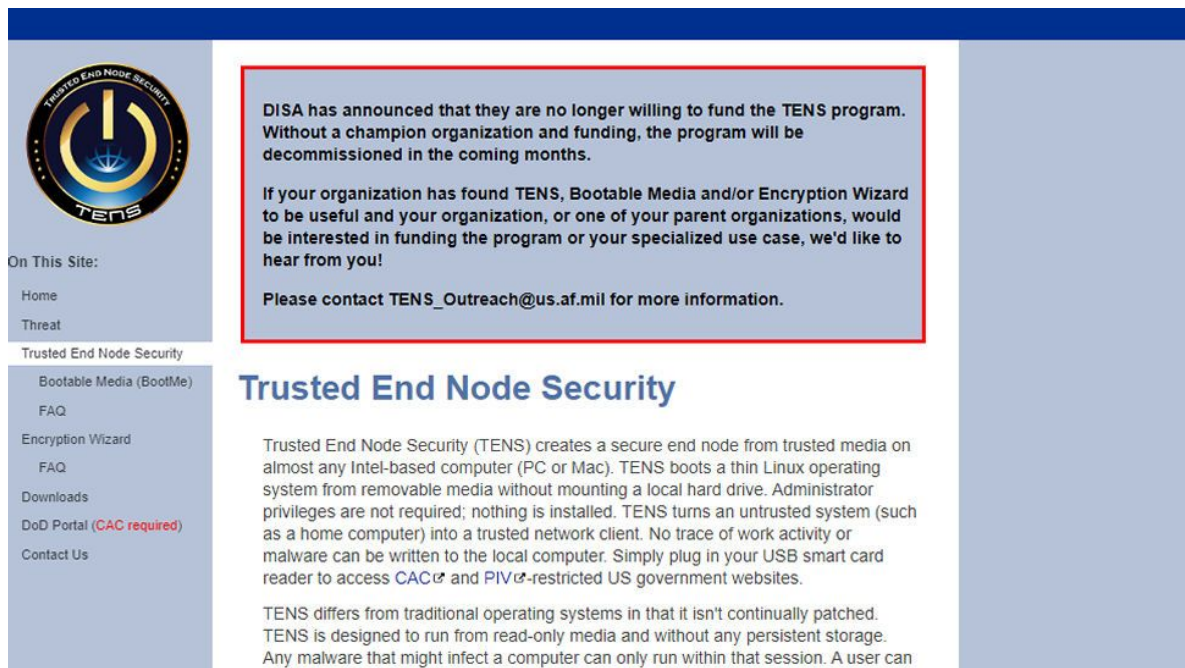 TRUSTED END NODE SECURITY
TENS
On This Site:
Home
Threat
Trusted End Node Security
Bootable Media (BootMe)
FAQ
Encryption Wizard
FAQ
Downloads
DoD Portal (CAC required)
Contact Us
DISA has announced that they are no longer willing to fund the TENS program.
Without a champion organization and funding, the program will be
decommissioned in the coming months.
If your organization has found TENS, Bootable Media and/or Encryption Wizard
to be useful and your organization, or one of your parent organizations, would
be interested in funding the program or your specialized use case, we'd like to
hear from you!
Please contact TENS_Outreach@us.af.mil for more information.
Trusted End Node Security
Trusted End Node Security (TENS) creates a secure end node from trusted media on
almost any Intel-based computer (PC or Mac). TENS boots a thin Linux operating
system from removable media without mounting a local hard drive. Administrator
privileges are not required; nothing is installed. TENS turns an untrusted system (such
as a home computer) into a trusted network client. No trace of work activity or
malware can be written to the local computer. Simply plug in your USB smart card
reader to access CAC and PIV-restricted US government websites.
TENS differs from traditional operating systems in that it isn't continually patched.
TENS is designed to run from read-only media and without any persistent storage.
Any malware that might infect a computer can only run within that session. A user can